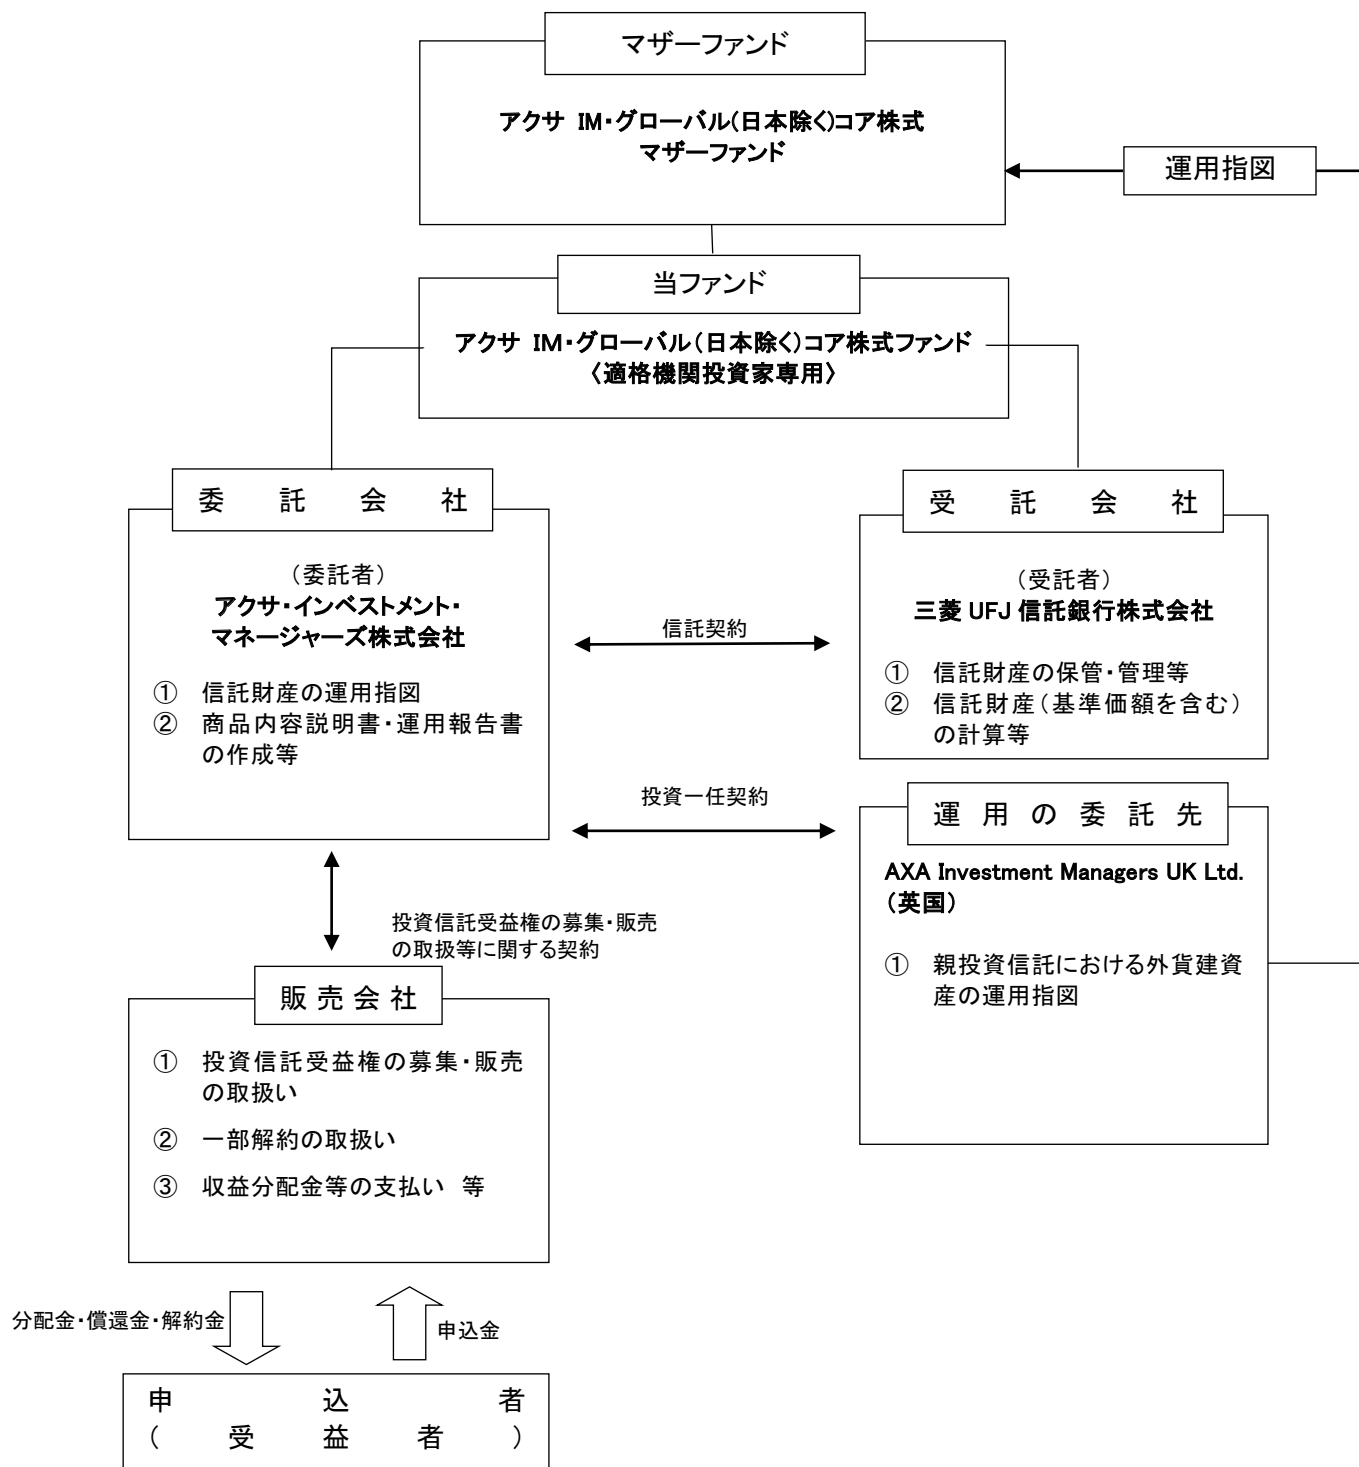 マザーファンド
アクサ IM・グローバル(日本除く)コア株式
マザーファンド
運用指図
当ファンド
アクサ IM・グローバル(日本除く)コア株式ファンド
〈適格機関投資家専用〉
委託会社
(委託者)
アクサ・インベストメント・
マネージャーズ株式会社
① 信託財産の運用指図
② 商品内容説明書・運用報告書
の作成等
信託契約
受託会社
(受託者)
三菱 UFJ 信託銀行株式会社
① 信託財産の保管・管理等
② 信託財産(基準価額を含む)
の計算等
投資一任契約
運用の委託先
AXA Investment Managers UK Ltd.
(英国)
① 親投資信託における外貨建資
産の運用指図
投資信託受益権の募集・販売
の取扱等に関する契約
販売会社
① 投資信託受益権の募集・販売
の取扱い
② 一部解約の取扱い
③ 収益分配金等の支払い 等
分配金・償還金・解約金
申込金
申込者
(受益者)